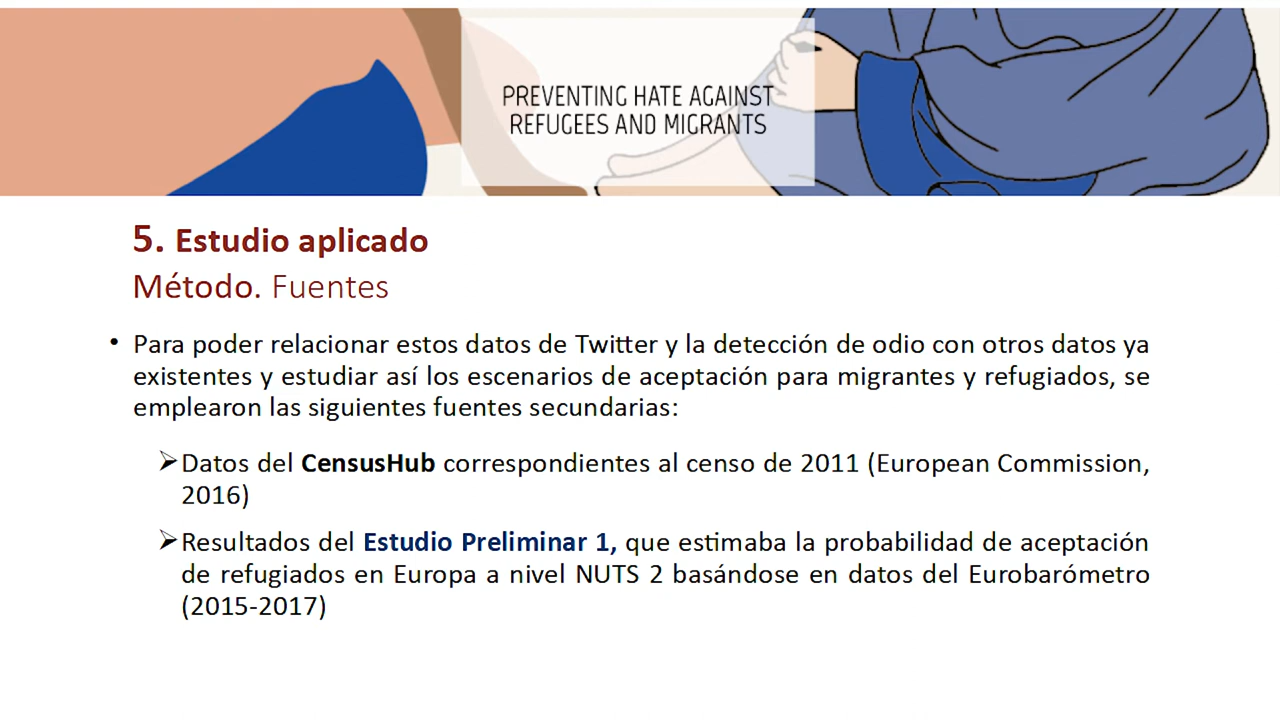 PREVENTING HATE AGAINST
REFUGEES AND MIGRANTS
5. Estudio aplicado
Método. Fuentes
• Para poder relacionar estos datos de Twitter y la detección de odio con otros datos ya
existentes y estudiar así los escenarios de aceptación para migrantes y refugiados, se
emplearon las siguientes fuentes secundarias:
➢Datos del CensusHub correspondientes al censo de 2011 (European Commission,
2016)
➢Resultados del Estudio Preliminar 1, que estimaba la probabilidad de aceptación
de refugiados en Europa a nivel NUTS 2 basándose en datos del Eurobarómetro
(2015-2017)